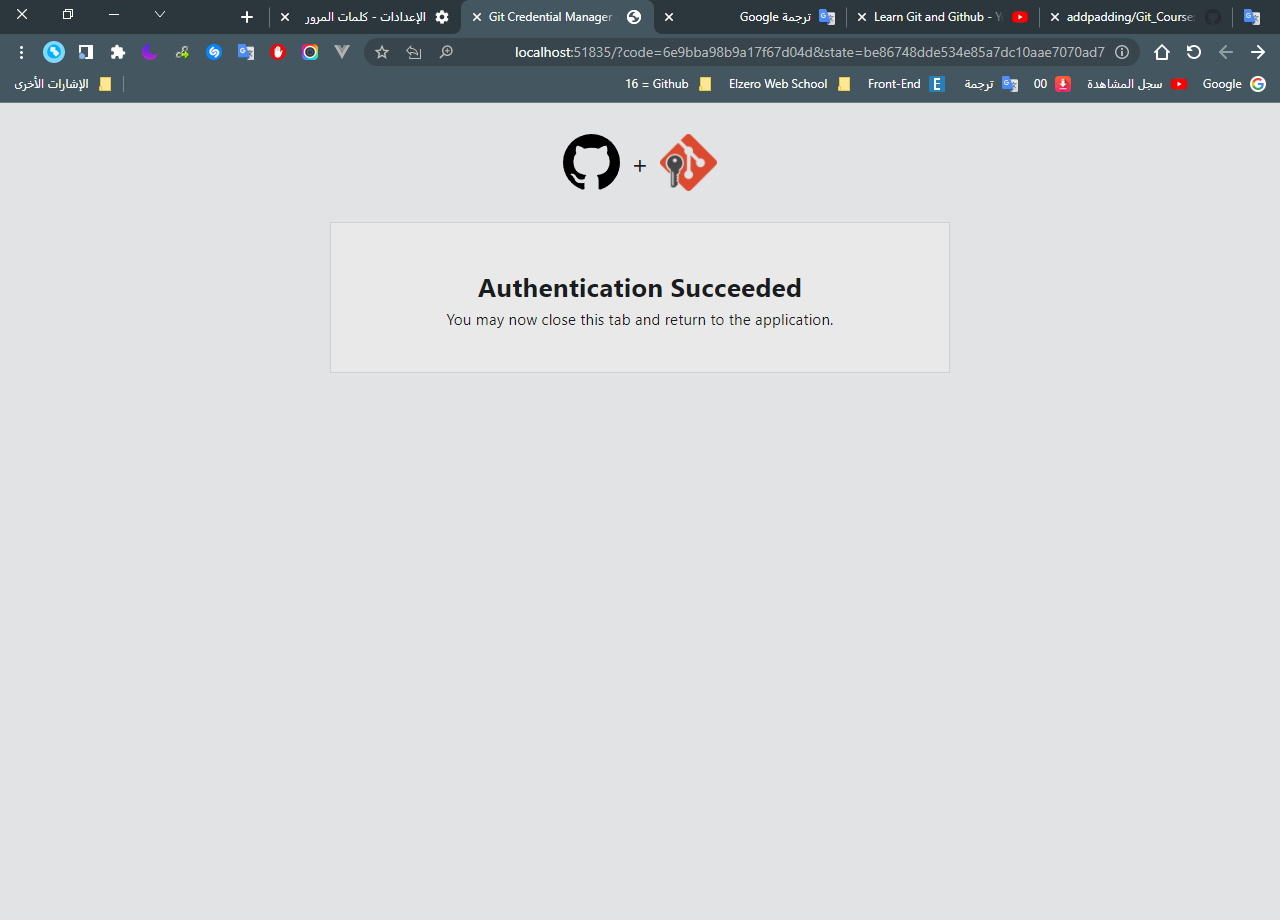 الإعدادات - كلمات المرور
Git Credential Manager
ترجمة Google
Learn Git and Github -
addpadding/Git_Course
localhost:51835/?code=6e9bba98b9a17f67d04d&state=be86748dde534e85a7dc10aae7070ad7
الإشارات الأخرى
16 = Github
Elzero Web School
Front-End
ترجمة
00
سجل المشاهدة
Google
+
Authentication Succeeded
You may now close this tab and return to the application.